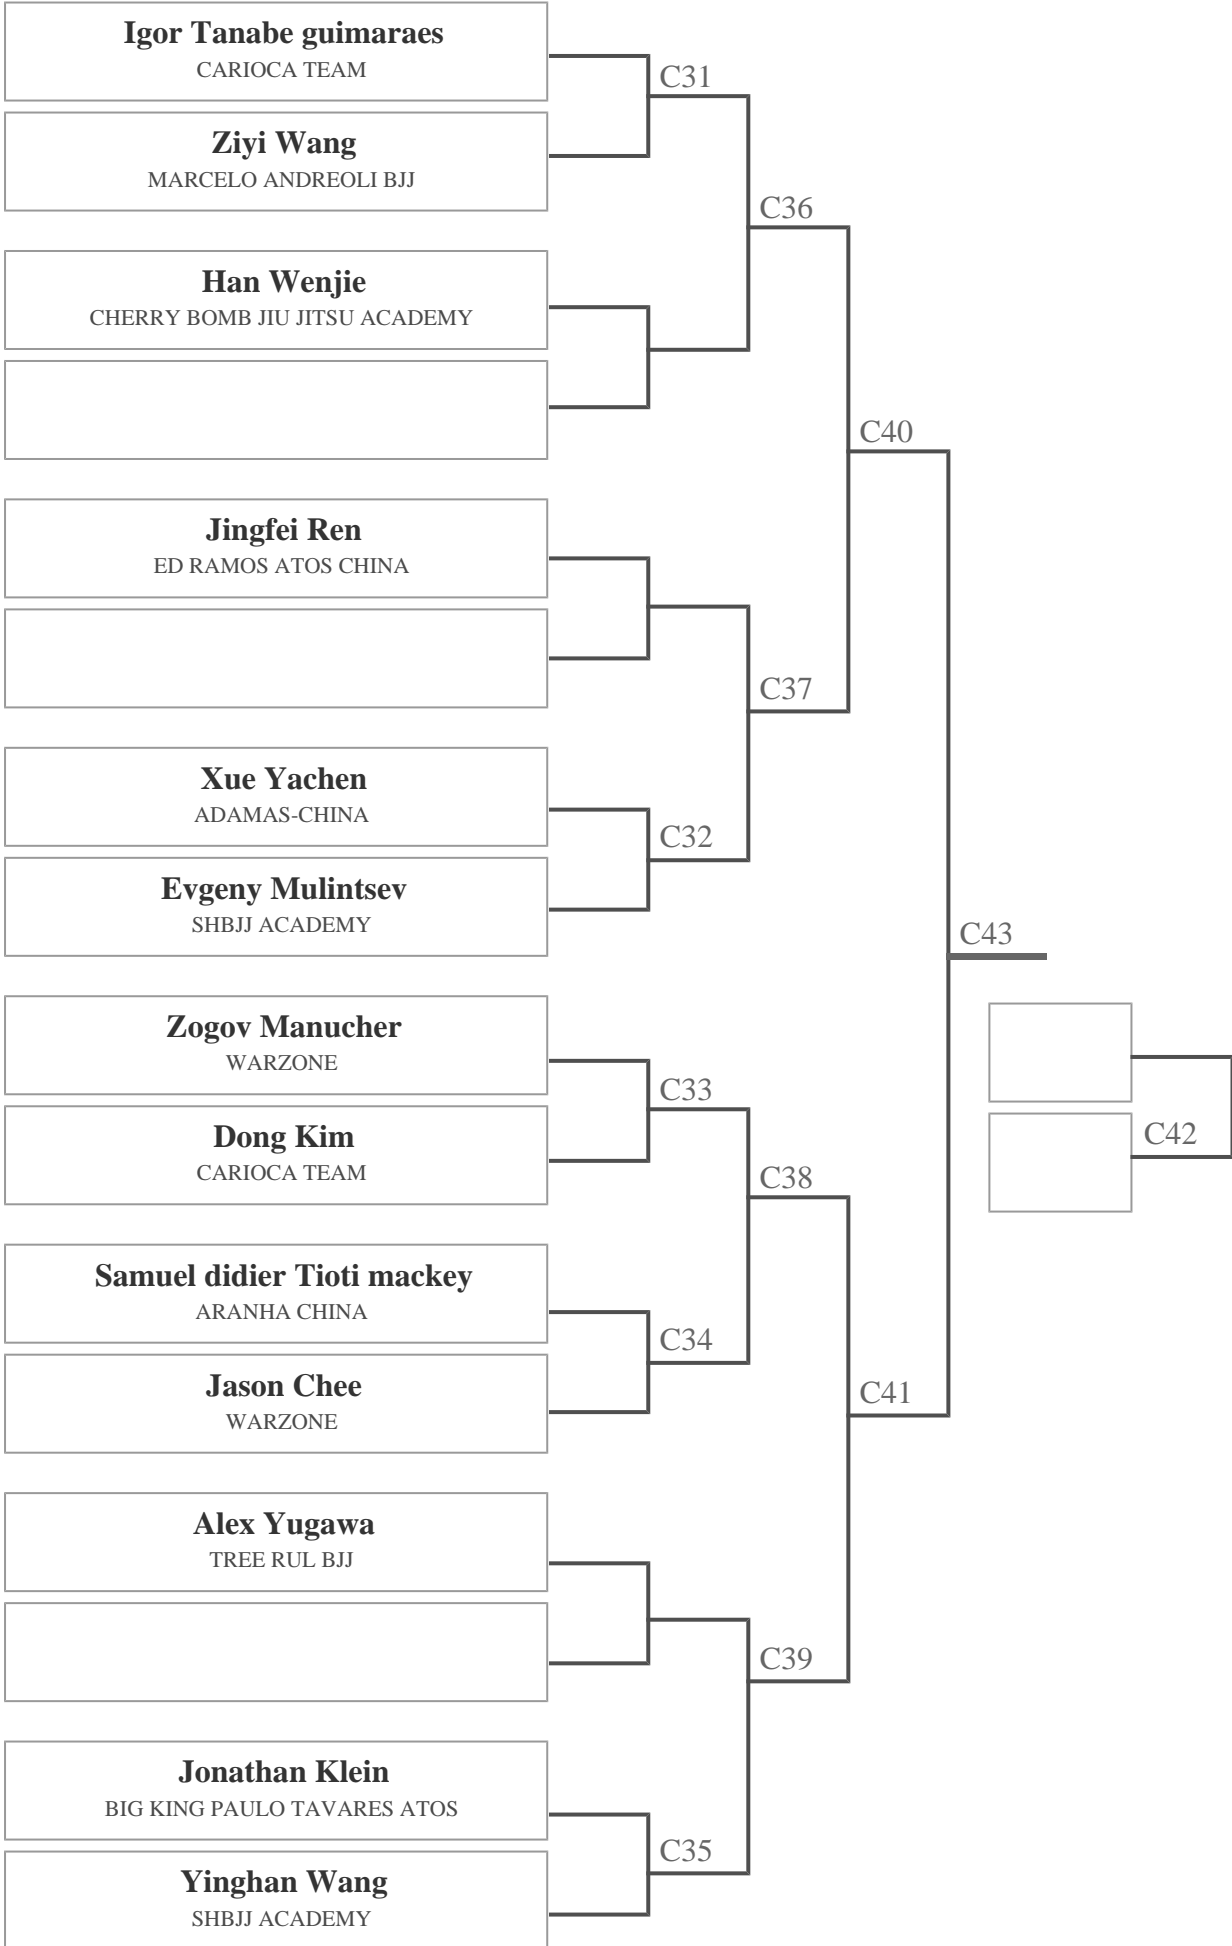 Igor Tanabe guimaraes
CARIOCA TEAM
C31
Ziyi Wang
MARCELO ANDREOLI BJJ
C36
Han Wenjie
CHERRY BOMB JIU JITSU ACADEMY
C40
Jingfei Ren
ED RAMOS ATOS CHINA
C37
Xue Yachen
ADAMAS-CHINA
C32
Evgeny Mulintsev
SHBJJ ACADEMY
C43
Zogov Manucher
WARZONE
C33
Dong Kim
CARIOCA TEAM
C42
C38
Samuel didier Tioti mackey
ARANHA CHINA
C34
Jason Chee
WARZONE
C41
Alex Yugawa
TREE RUL BJJ
C39
Jonathan Klein
BIG KING PAULO TAVARES ATOS
C35
Yinghan Wang
SHBJJ ACADEMY